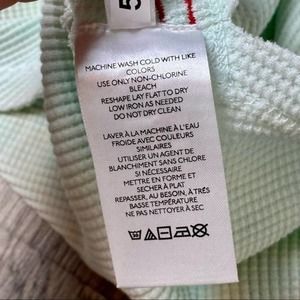 5
MACHINE WASH COLD WITH LIKE
COLORS
USE ONLY NON-CHLORINE
BLEACH
RESHAPE LAY FLAT TO DRY
LOW IRON AS NEEDED
DO NOT DRY CLEAN
LAVER À LA MACHINE À L'EAU
FROIDE AVEC COULEURS
SIMILAIRES
UTILISER UN AGENT DE
BLANCHIMENT SANS CHLORE
SI NÉCESSAIRE
METTRE EN FORME ET
SÉCHER À PLAT
REPASSER, AU BESOIN, À TRÈS
BASSE TEMPÉRATURE
NE PAS NETTOYER À SEC